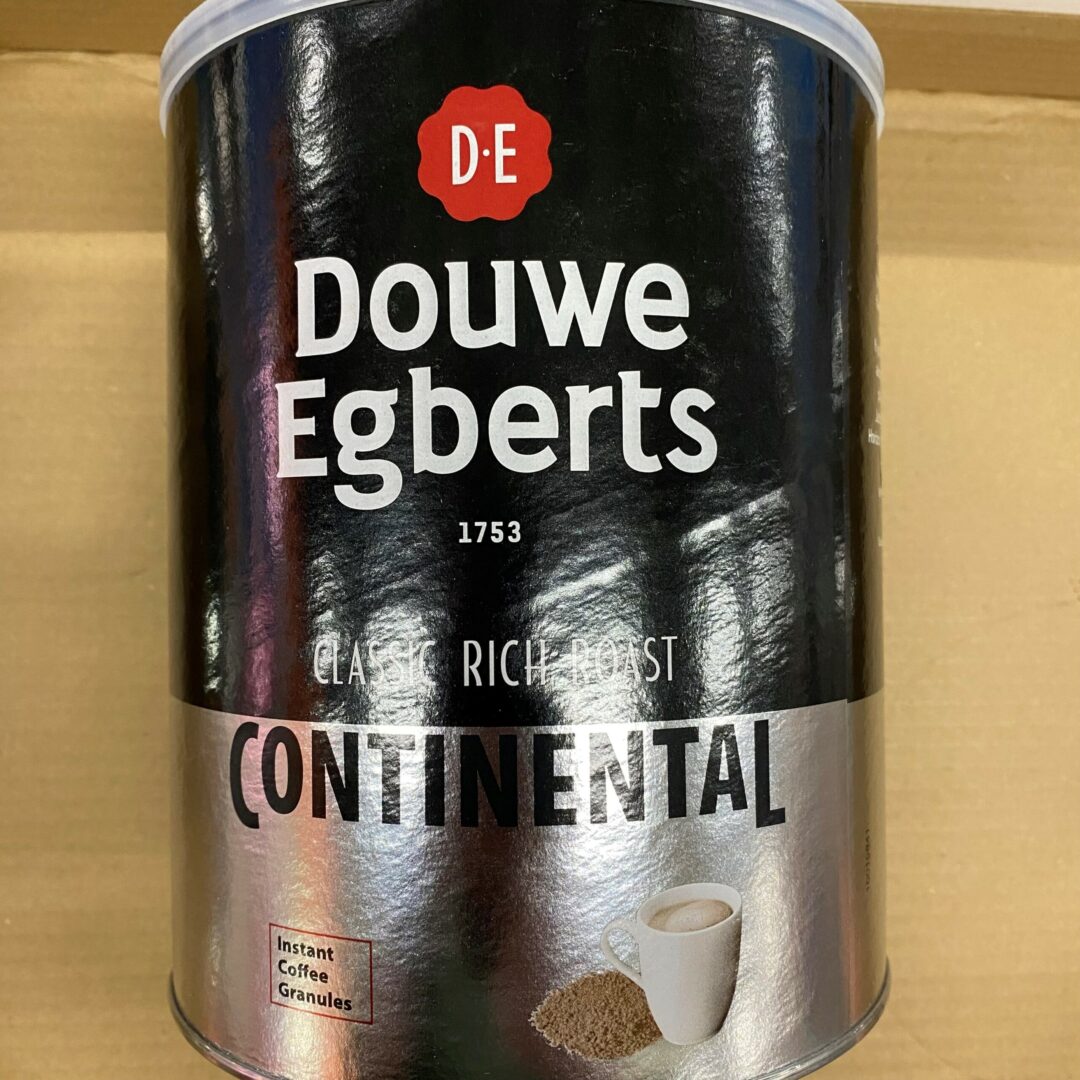 D·E
Douwe
Egberts
1753
CLASSIC RICH ROAST
CONTINENTAL
Instant
Coffee
Granules